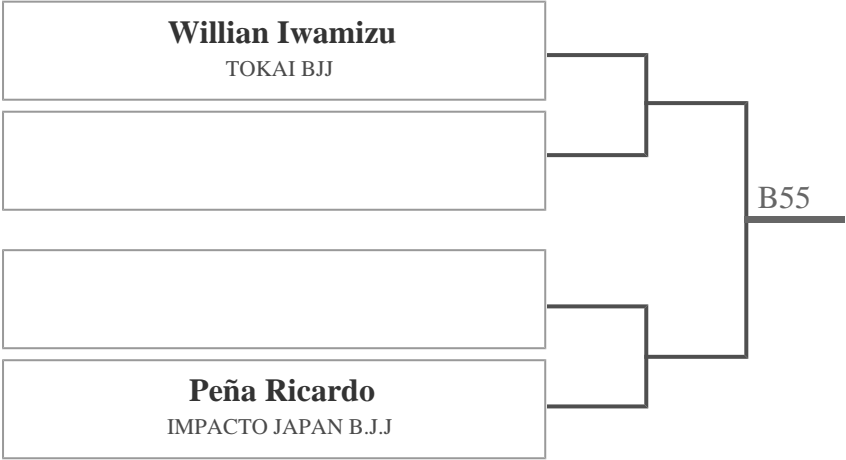 Willian Iwamizu
TOKAI BJJ
B55
Peña Ricardo
IMPACTO JAPAN B.J.J